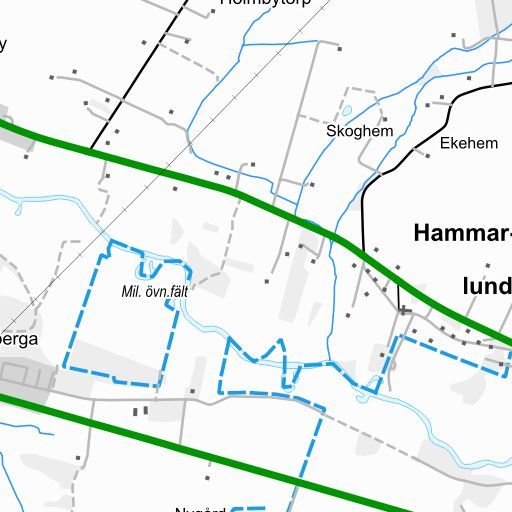 Holmbytorp
y
Skoghem
Ekehem
Hammar-
lund
Mil. övn.fält
berga
Nygård